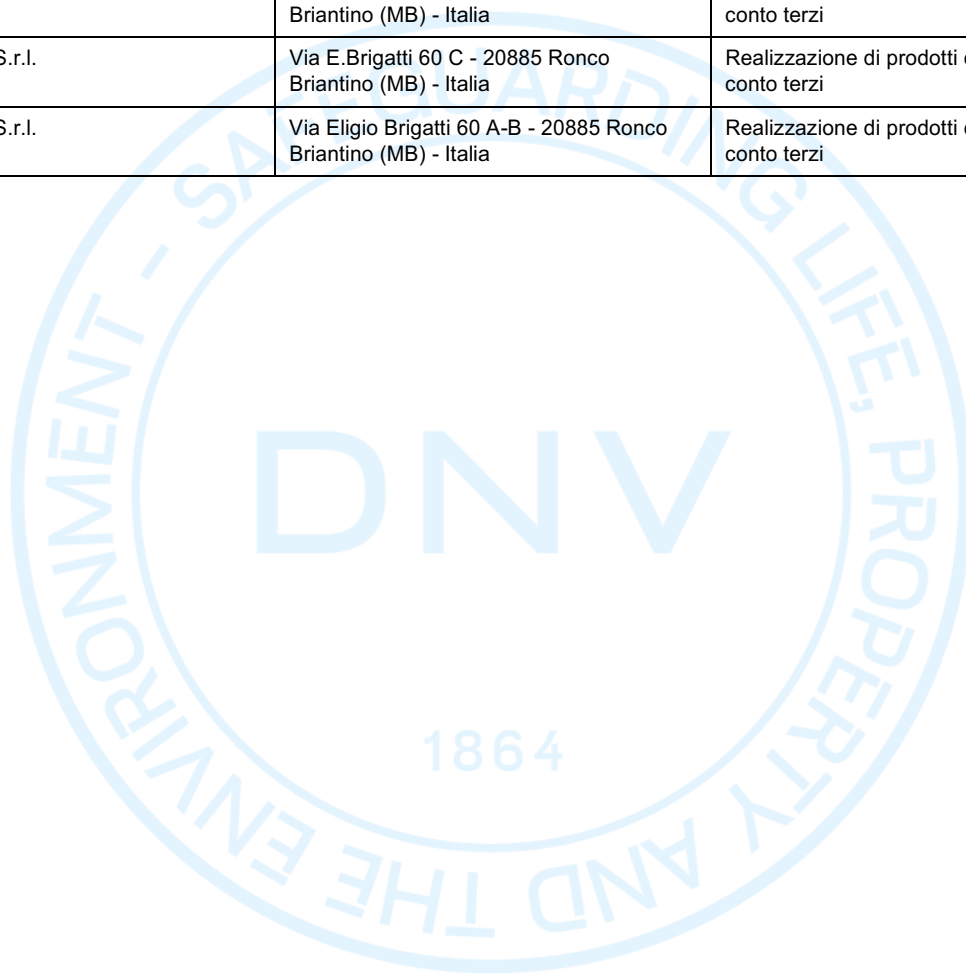 Briantino (MB) - Italia
conto terzi
S.r.l.
Via E.Brigatti 60 C - 20885 Ronco
Briantino (MB) - Italia
Realizzazione di prodotti
conto terzi
S.r.l.
Via Eligio Brigatti 60 A-B - 20885 Ronco
Briantino (MB) - Italia
Realizzazione di prodotti
conto terzi
SAFEGUARDING LIFE, PROPERTY AND THE ENVIRONMENT -
DNV
1864